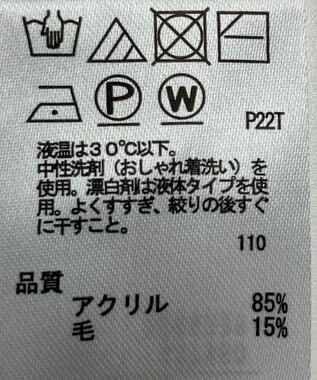 P W
P22T
液温は30℃以下。
中性洗剤（おしゃれ着洗い）を
使用。漂白剤は液体タイプを使
用。よくすすぎ、絞りの後すぐ
に干すこと。
110
品質
アクリル 85%
毛 15%